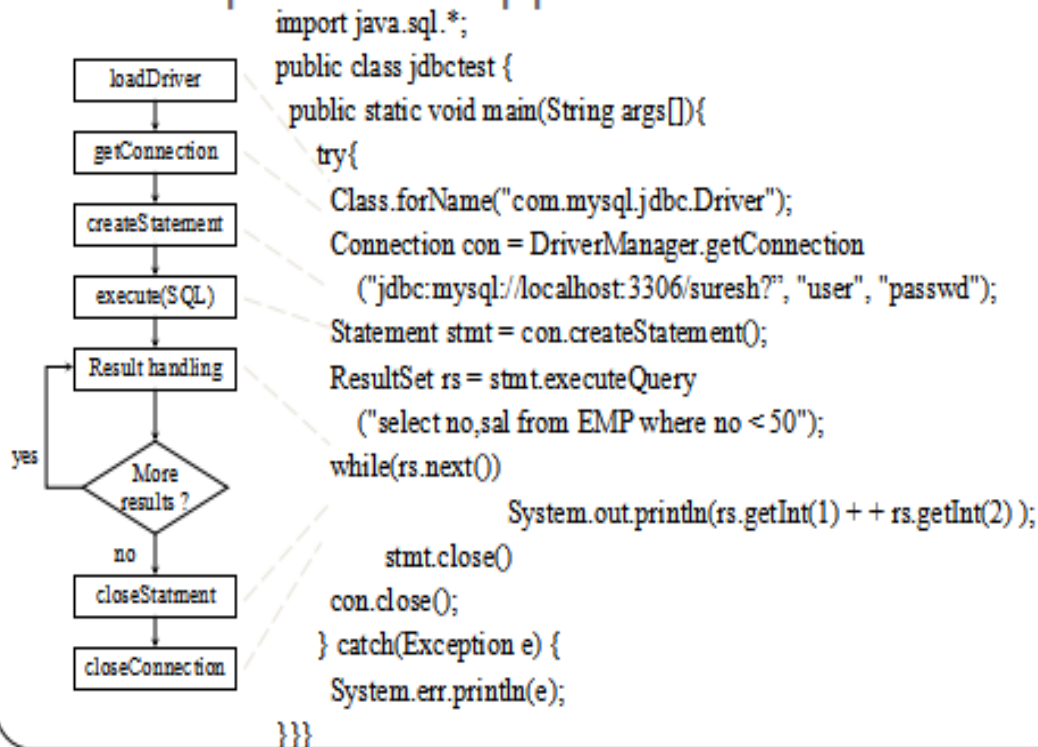 import java.sql.*;
public class jdbctest {
public static void main(String args[]){
try{
Class.forName("com.mysql.jdbc.Driver");
Connection con = DriverManager.getConnection
("jdbc:mysql://localhost:3306/suresh?”, "user", "passwd");
Statement stmt = con.createStatement();
ResultSet rs = stmt.executeQuery
("select no,sal from EMP where no < 50");
while(rs.next())
System.out.println(rs.getInt(1) + + rs.getInt(2) );
stmt.close()
con.close();
} catch(Exception e) {
System.err.println(e);
}}}
loadDriver
getConnection
createStatement
execute(SQL)
Result handling
yes
More
results ?
no
closeStatment
closeConnection